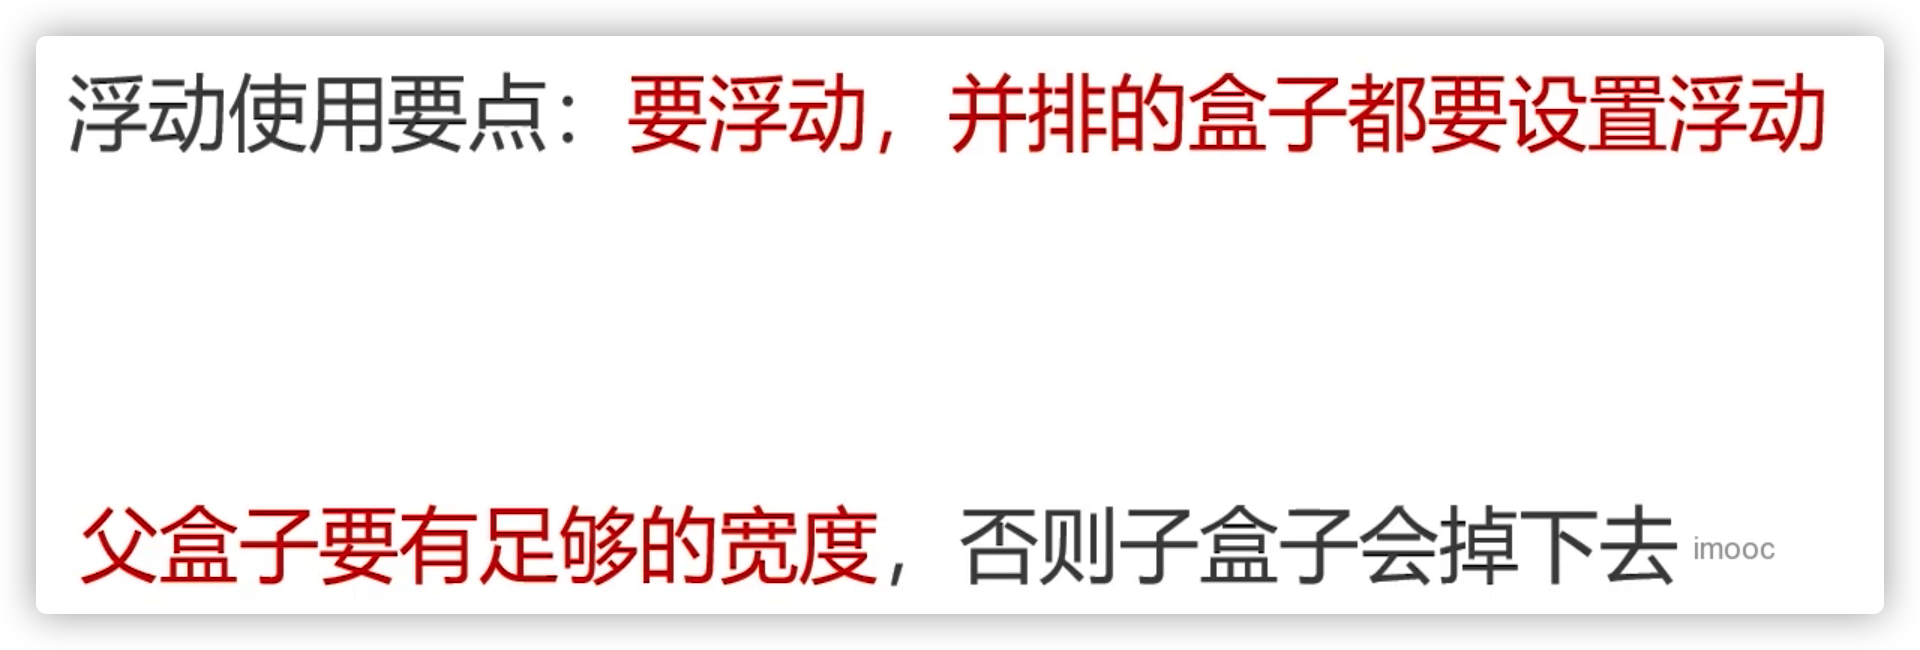 浮动使用要点：要浮动，并排的盒子都要设置浮动
父盒子要有足够的宽度，否则子盒子会掉下去
imooc